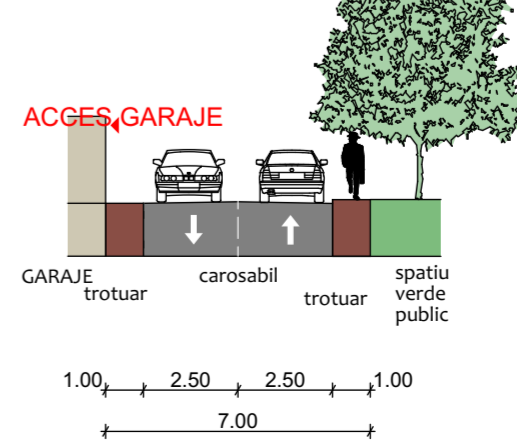 ACCES GARAJE
GARAJE
trotuar
carosabil
trotuar
spatiu
verde
public
1.00 2.50 2.50 1.00
7.00